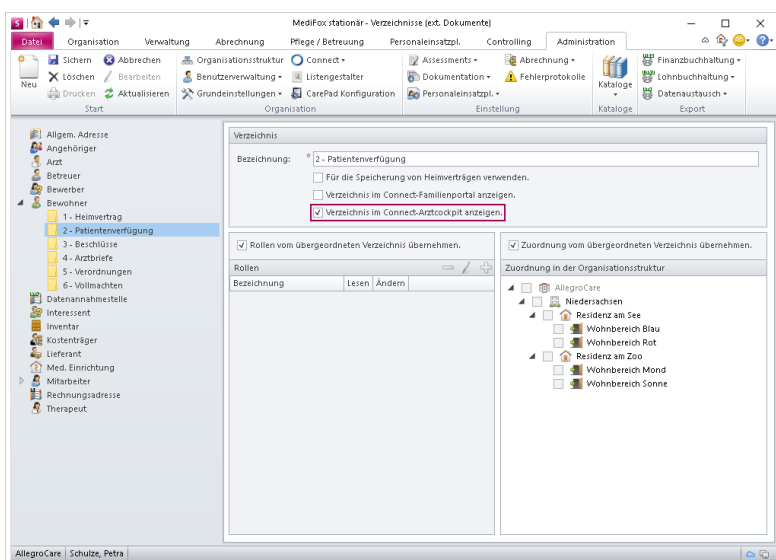 MediFox stationär - Verzeichnisse (ext. Dokumente)
Datei Organisation Verwaltung Abrechnung Pflege / Betreuung Personaleinsatzpl. Controlling Administration
Neu
Sichern Abbrechen
Löschen Bearbeiten
Drucken Aktualisieren
Start
Organisationsstruktur Connect
Benutzerverwaltung Listengestalter
Grundeinstellungen CarePad Konfiguration
Organisation
Assessments Abrechnung
Dokumentation Fehlerprotokolle
Personaleinsatzpl.
Einstellung
Kataloge
Kataloge
Finanzbuchhaltung
Lohnbuchhaltung
Datenaustausch
Export
Allgem. Adresse
Angehöriger
Arzt
Betreuer
Bewerber
Bewohner
1 - Heimvertrag
2 - Patientenverfügung
3 - Beschlüsse
4 - Arztbriefe
5 - Verordnungen
6 - Vollmachten
Datenannahmestelle
Interessent
Inventar
Kostenträger
Lieferant
Med. Einrichtung
Mitarbeiter
Rechnungsadresse
Therapeut
Verzeichnis
Bezeichnung: * 2 - Patientenverfügung
Für die Speicherung von Heimverträgen verwenden.
Verzeichnis im Connect-Familienportal anzeigen.
Verzeichnis im Connect-Arztcockpit anzeigen.
Rollen vom übergeordneten Verzeichnis übernehmen.
Rollen
Bezeichnung Lesen Ändern
Zuordnung vom übergeordneten Verzeichnis übernehmen.
Zuordnung in der Organisationsstruktur
AllegroCare
Niedersachsen
Residenz am See
Wohnbereich Blau
Wohnbereich Rot
Residenz am Zoo
Wohnbereich Mond
Wohnbereich Sonne
AllegroCare Schulze, Petra